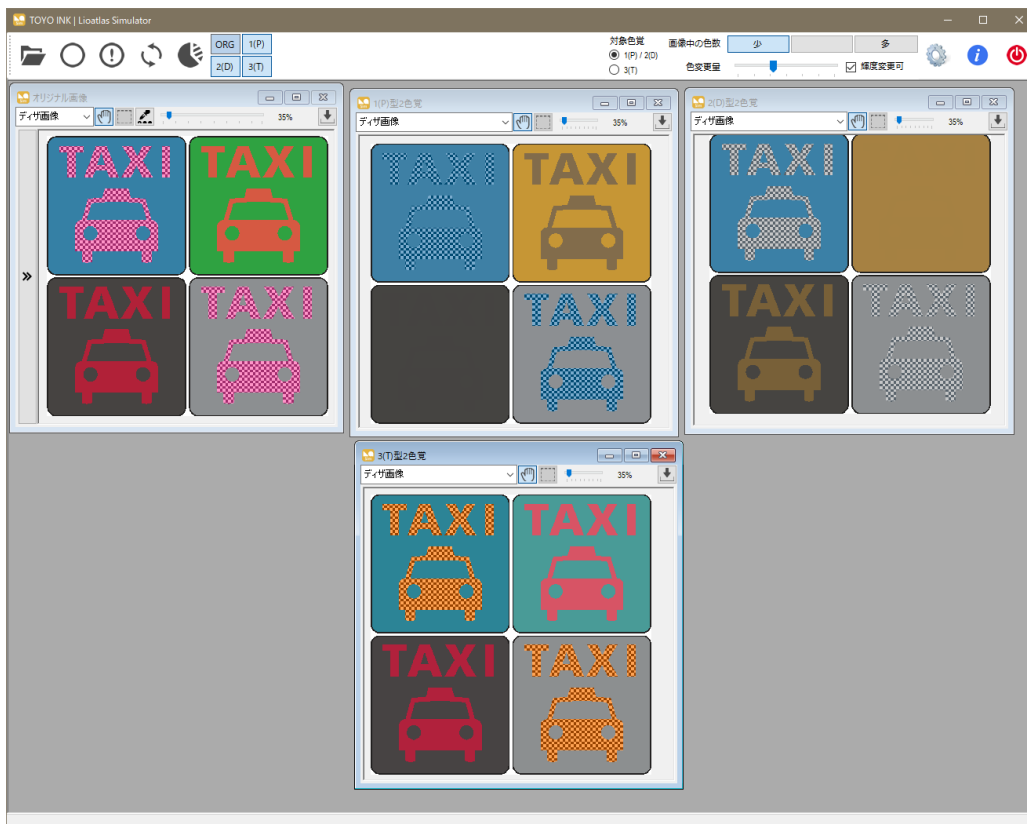 TOYO INK | Lioatlas Simulator
ORG 1(P)
2(D) 3(T)
対象色覚
1(P) / 2(D)
3(T)
画像中の色数 少 多
色変更量 輝度変更可
オリジナル画像
ディザ画像 35%
TAXI TAXI
TAXI TAXI
1(P)型2色覚
ディザ画像 35%
TAXI TAXI
TAXI
2(D)型2色覚
ディザ画像 35%
TAXI
TAXI TAXI
3(T)型2色覚
ディザ画像 35%
TAXI TAXI
TAXI TAXI